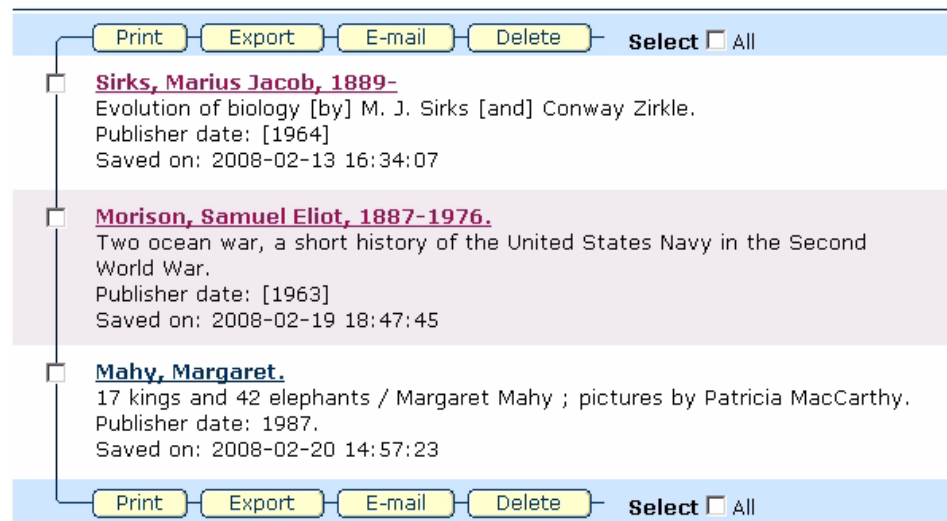 Print Export E-mail Delete Select All
Sirks, Marius Jacob, 1889-
Evolution of biology [by] M. J. Sirks [and] Conway Zirkle.
Publisher date: [1964]
Saved on: 2008-02-13 16:34:07
Morison, Samuel Eliot, 1887-1976.
Two ocean war, a short history of the United States Navy in the Second
World War.
Publisher date: [1963]
Saved on: 2008-02-19 18:47:45
Mahy, Margaret.
17 kings and 42 elephants / Margaret Mahy ; pictures by Patricia MacCarthy.
Publisher date: 1987.
Saved on: 2008-02-20 14:57:23
Print Export E-mail Delete Select All